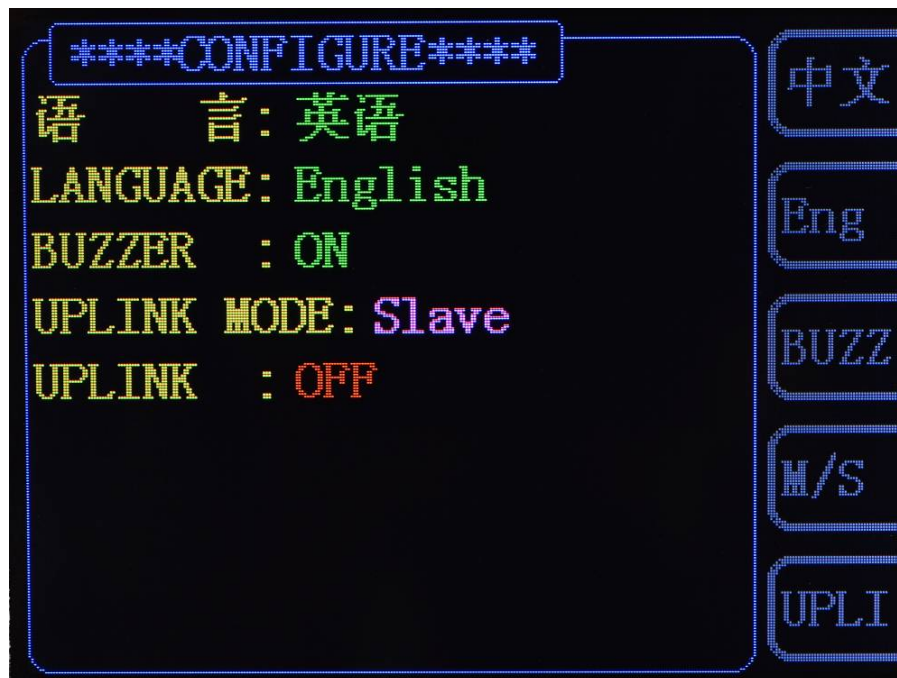 ****CONFIGURE****
语 言: 英语
LANGUAGE: English
BUZZER : ON
UPLINK MODE: Slave
UPLINK : OFF
中文
Eng
BUZZ
M/S
UPLI